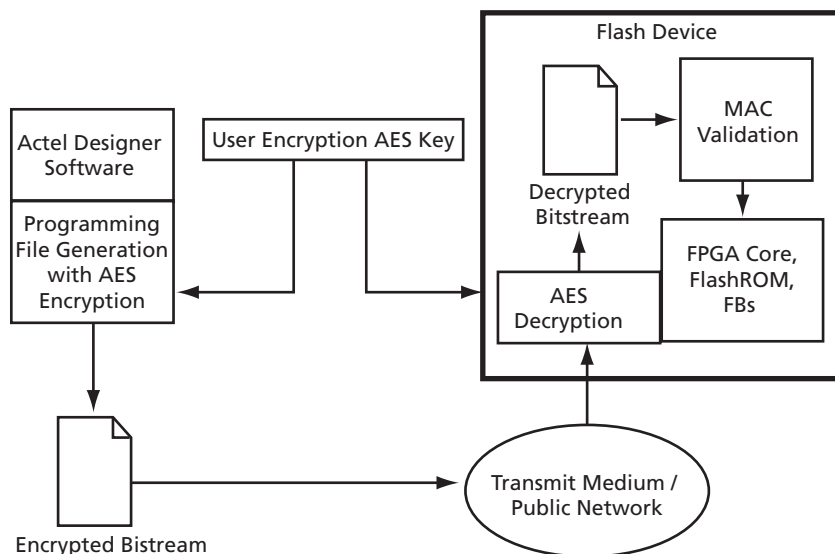 Flash Device
Actel Designer
Software
Programming
File Generation
with AES
Encryption
User Encryption AES Key
Decrypted
Bitstream
MAC
Validation
FPGA Core,
FlashROM,
FBs
AES
Decryption
Transmit Medium /
Public Network
Encrypted Bistream